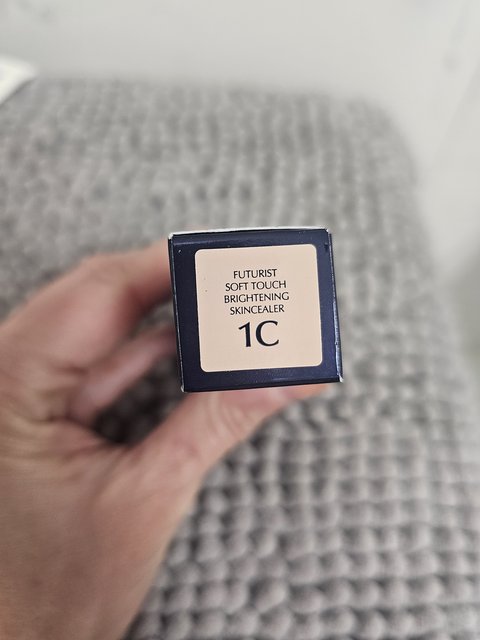 FUTURIST
SOFT TOUCH
BRIGHTENING
SKINCEALER
1C